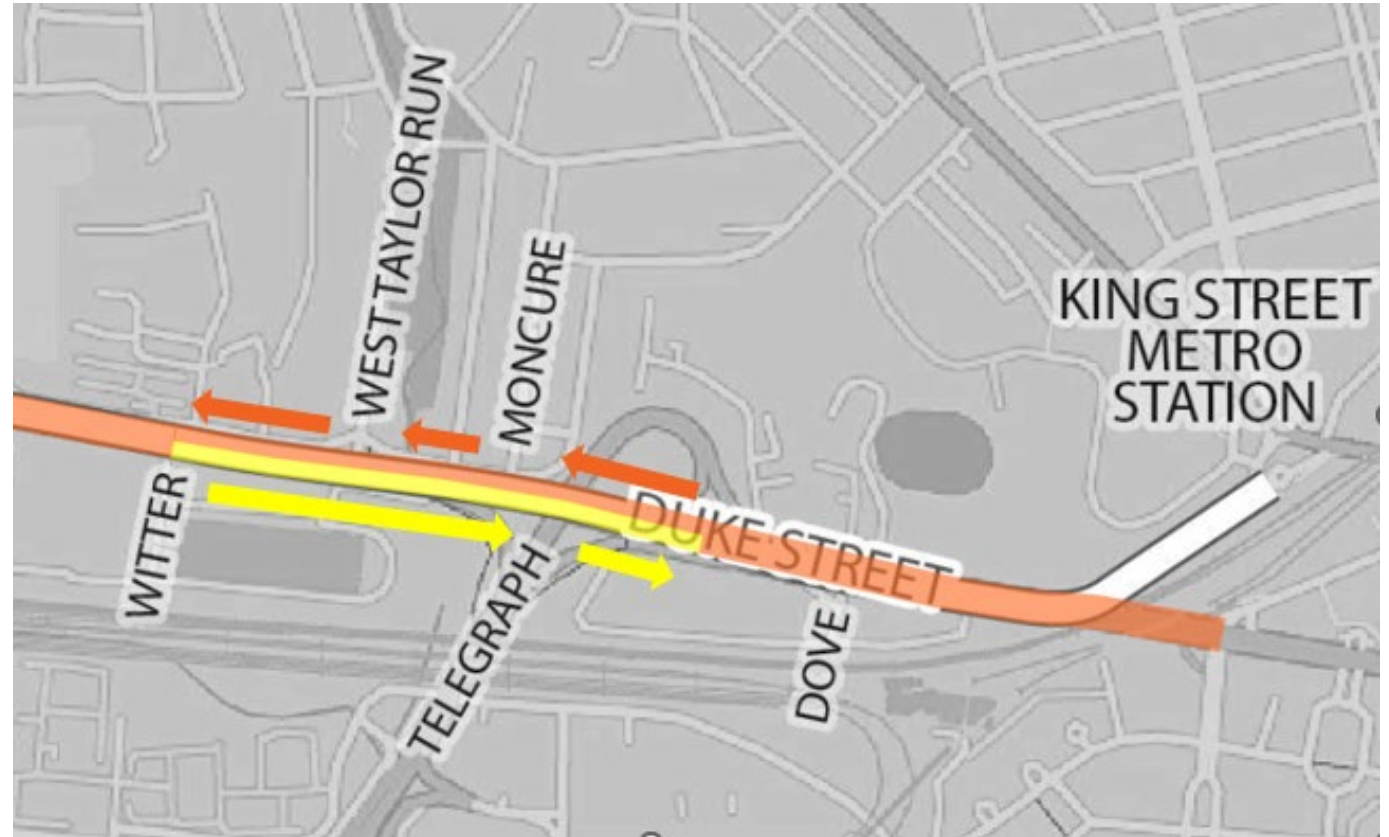 WEST TAYLOR RUN
MONCURE
KING STREET
METRO
STATION
WITTER
DUKE STREET
TELEGRAPH
DOVE